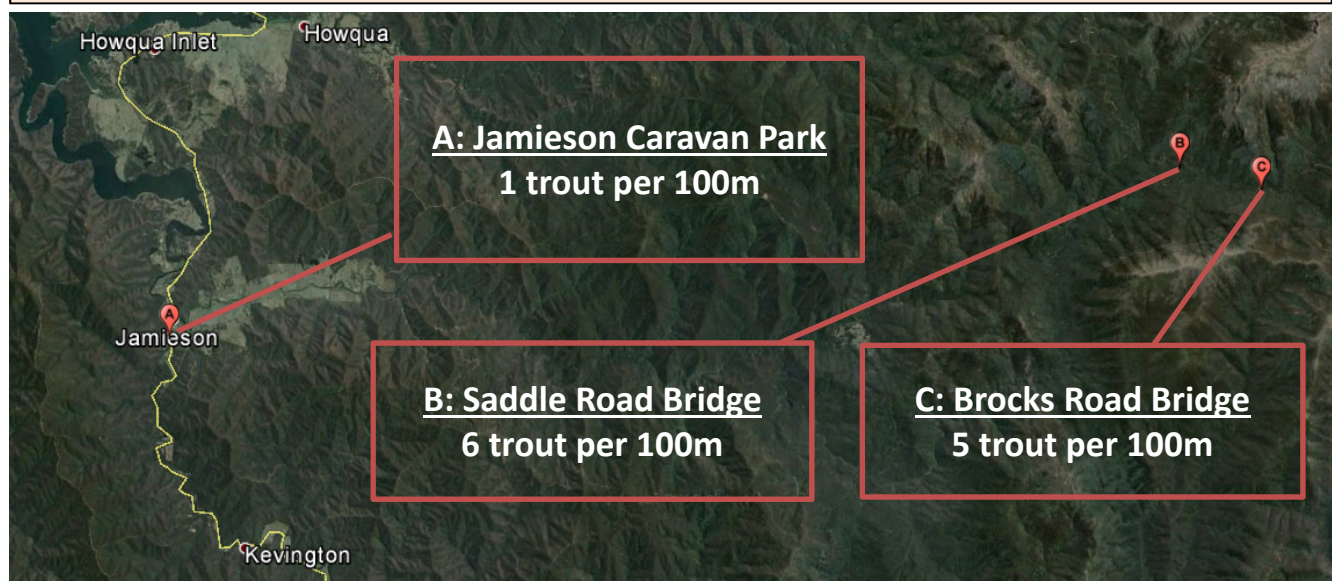 Howqua Inlet
Howqua
A: Jamieson Caravan Park
1 trout per 100m
B
C
A
Jamieson
B: Saddle Road Bridge
6 trout per 100m
C: Brocks Road Bridge
5 trout per 100m
Kevington